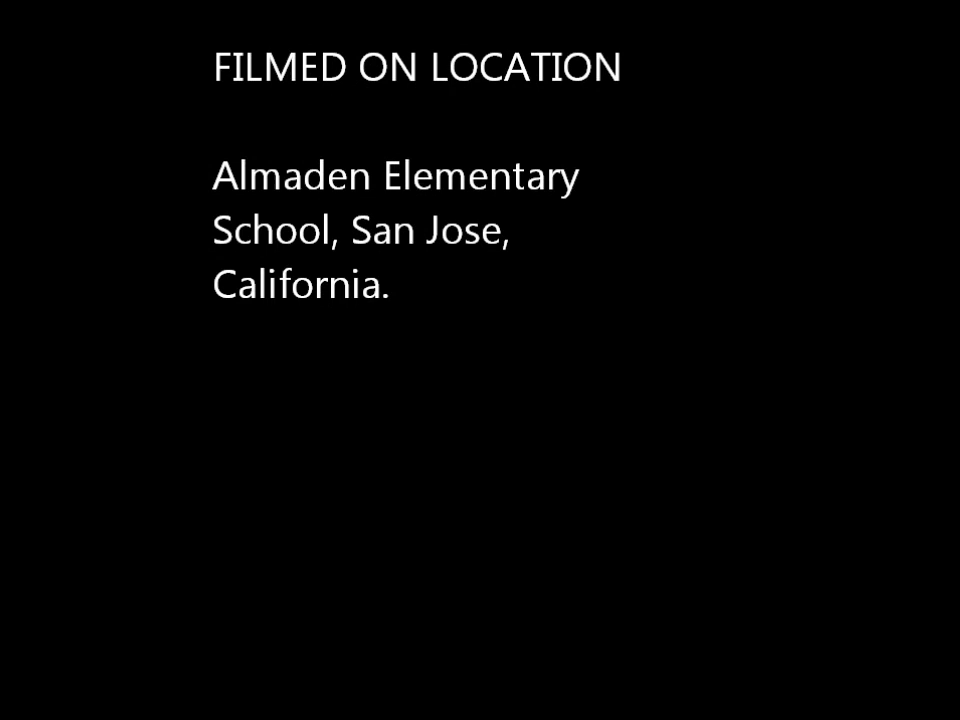 FILMED ON LOCATION
Almaden Elementary
School, San Jose,
California.